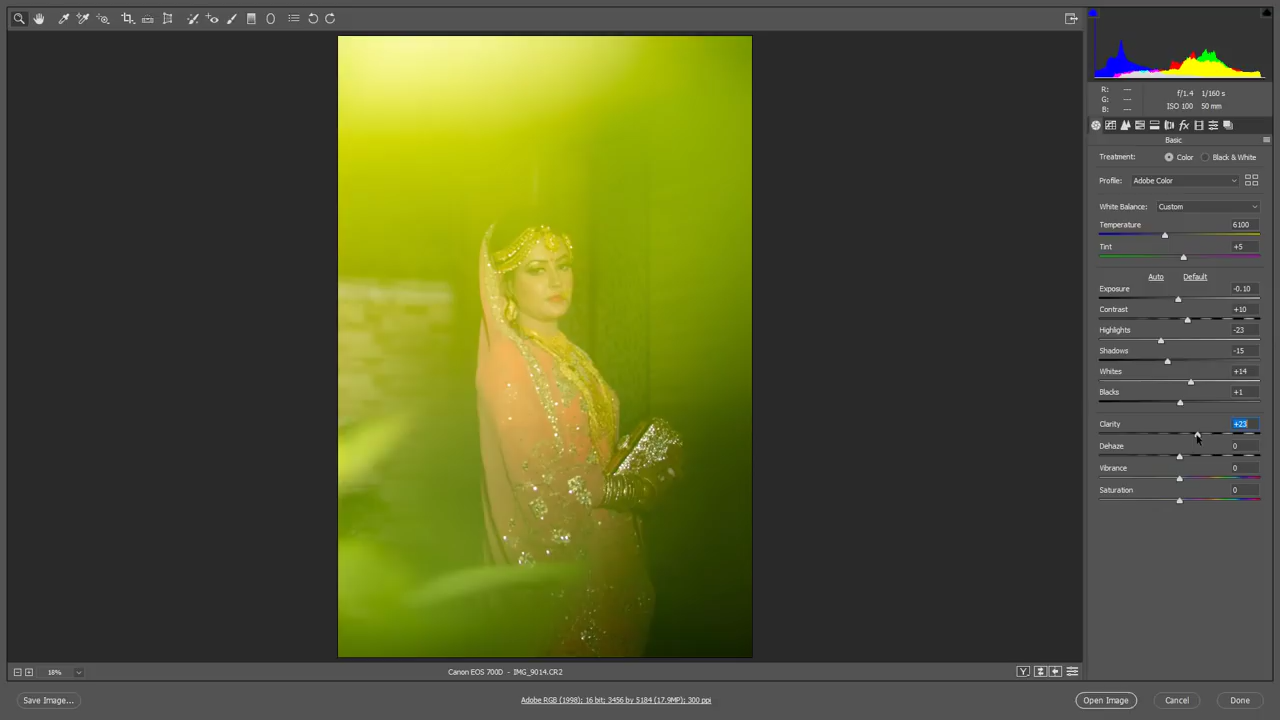 R: ---
G: ---
B: ---
f/1.4 1/160 s
ISO 100 50 mm
Basic
Treatment: Color Black & White
Profile: Adobe Color
White Balance: Custom
Temperature 6100
Tint +5
Auto Default
Exposure -0.10
Contrast +10
Highlights -23
Shadows -15
Whites +14
Blacks +1
Clarity +23
Dehaze 0
Vibrance 0
Saturation 0
18% Canon EOS 700D - IMG_9014.CR2 Y
Save Image... Adobe RGB (1998); 16 bit; 3456 by 5184 (17.9MP); 300 ppi Open Image Cancel Done